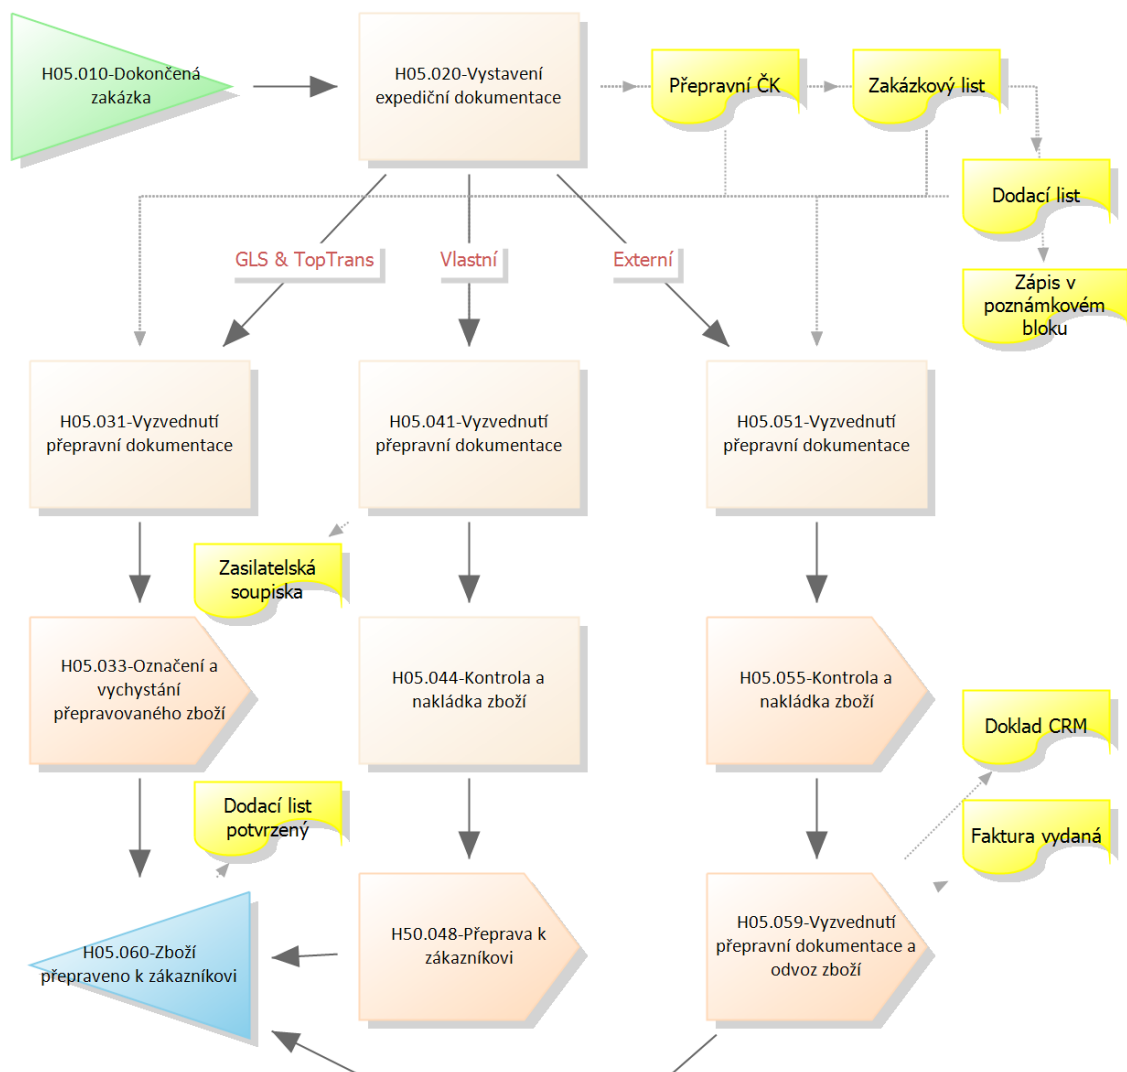 H05.010-Dokončená
zakázka
H05.020-Vystavení
expediční dokumentace
Přepravní ČK
Zakázkový list
Dodací list
Zápis v
poznámkovém
bloku
GLS & TopTrans
Vlastní
Externí
H05.031-Vyzvednutí
přepravní dokumentace
H05.041-Vyzvednutí
přepravní dokumentace
H05.051-Vyzvednutí
přepravní dokumentace
Zasilatelská
soupiska
H05.033-Označení a
vychystání
přepravovaného zboží
H05.044-Kontrola a
nakládka zboží
H05.055-Kontrola a
nakládka zboží
Doklad CRM
Dodací list
potvrzený
Faktura vydaná
H05.060-Zboží
přepraveno k zákazníkovi
H50.048-Přeprava k
zákazníkovi
H05.059-Vyzvednutí
přepravní dokumentace a
odvoz zboží